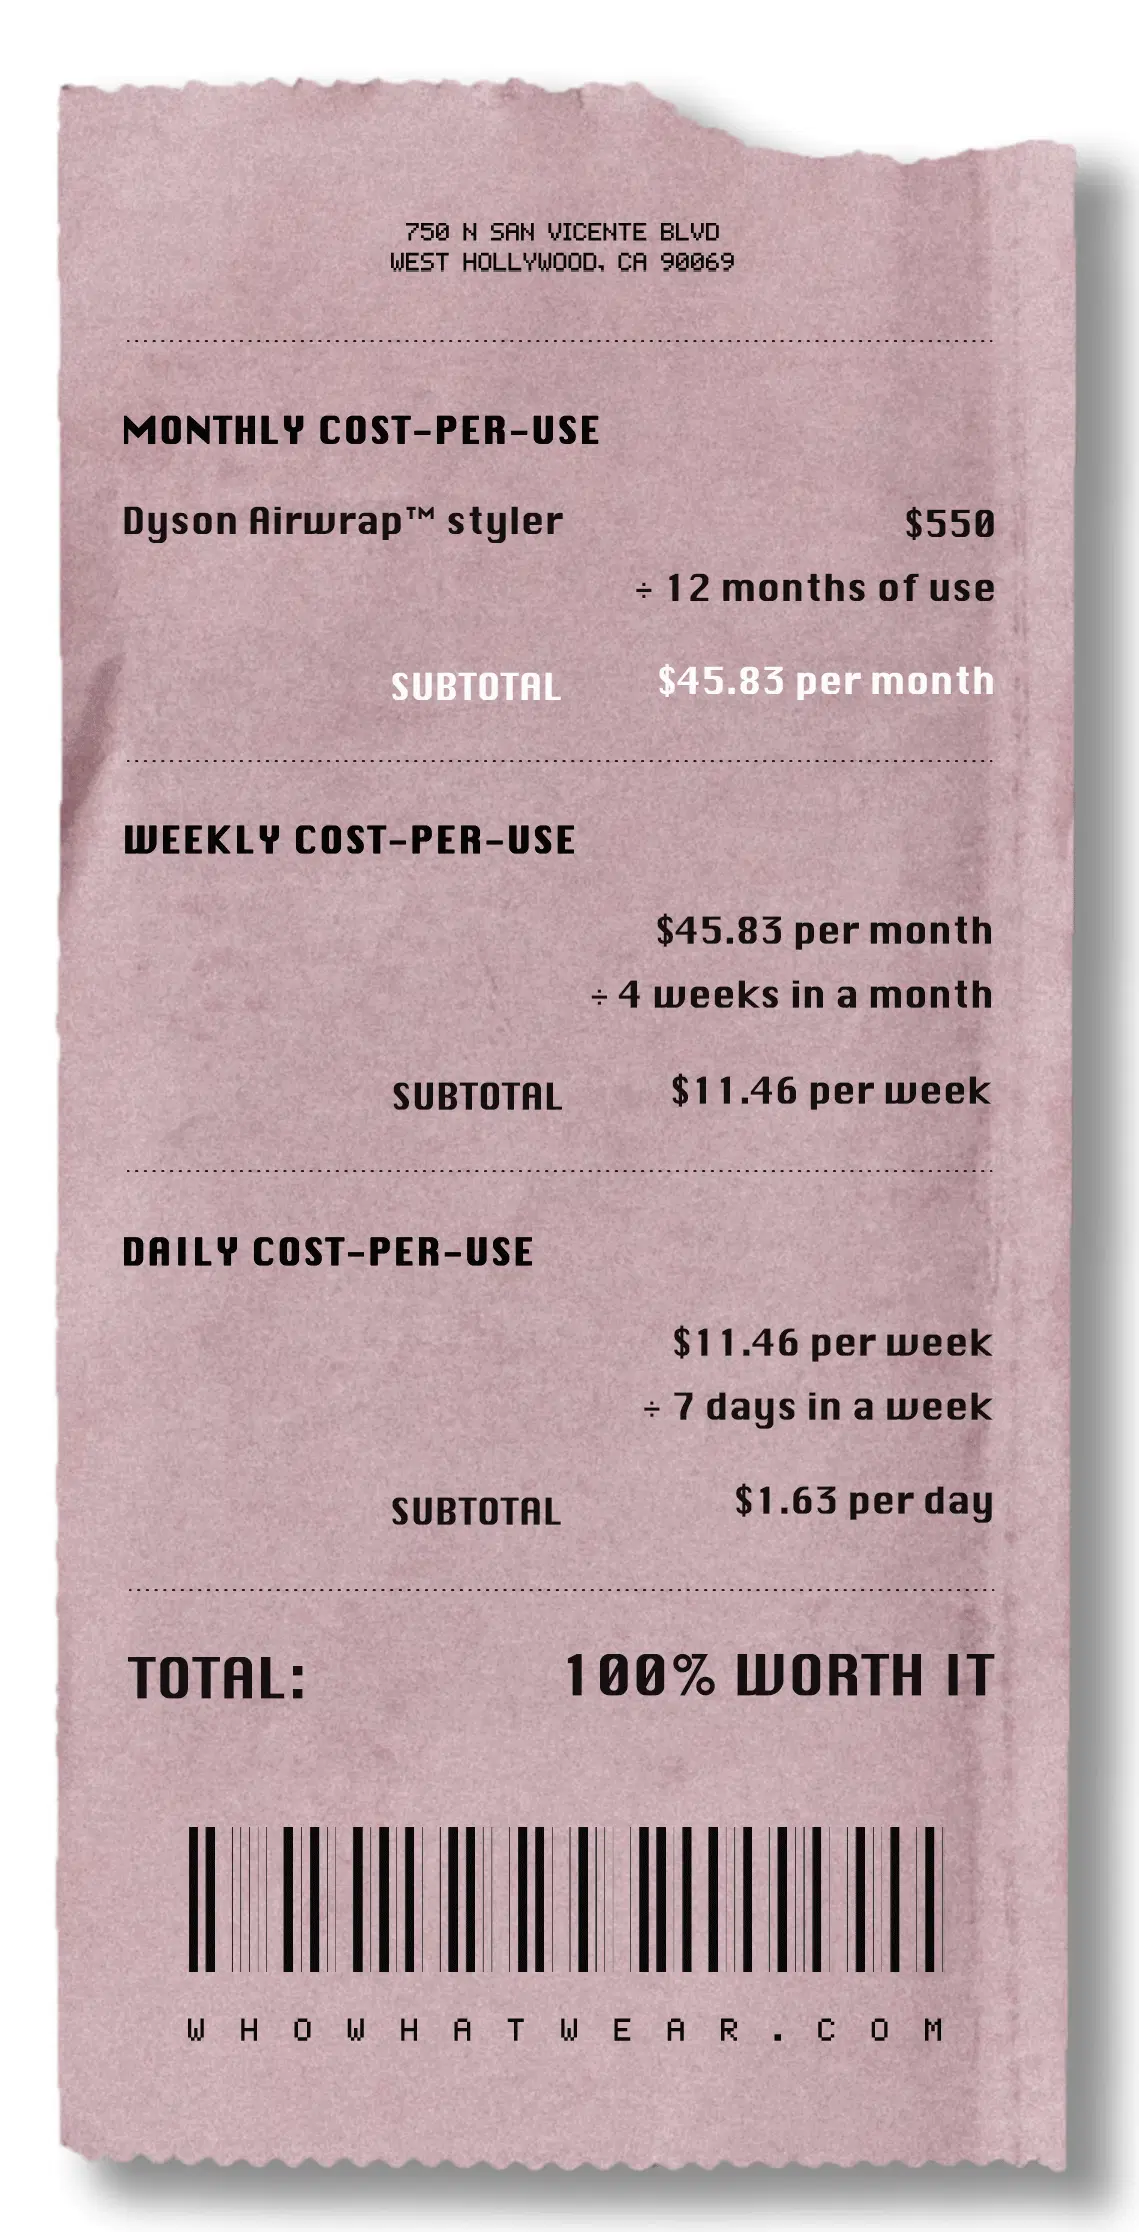 750 N SAN VICENTE BLVD
WEST HOLLYWOOD, CA 90069
MONTHLY COST-PER-USE
Dyson Airwrap™ styler $550
÷ 12 months of use
SUBTOTAL $45.83 per month
WEEKLY COST-PER-USE
$45.83 per month
÷ 4 weeks in a month
SUBTOTAL $11.46 per week
DAILY COST-PER-USE
$11.46 per week
÷ 7 days in a week
SUBTOTAL $1.63 per day
TOTAL: 100% WORTH IT
WHOWHATWEAR.COM